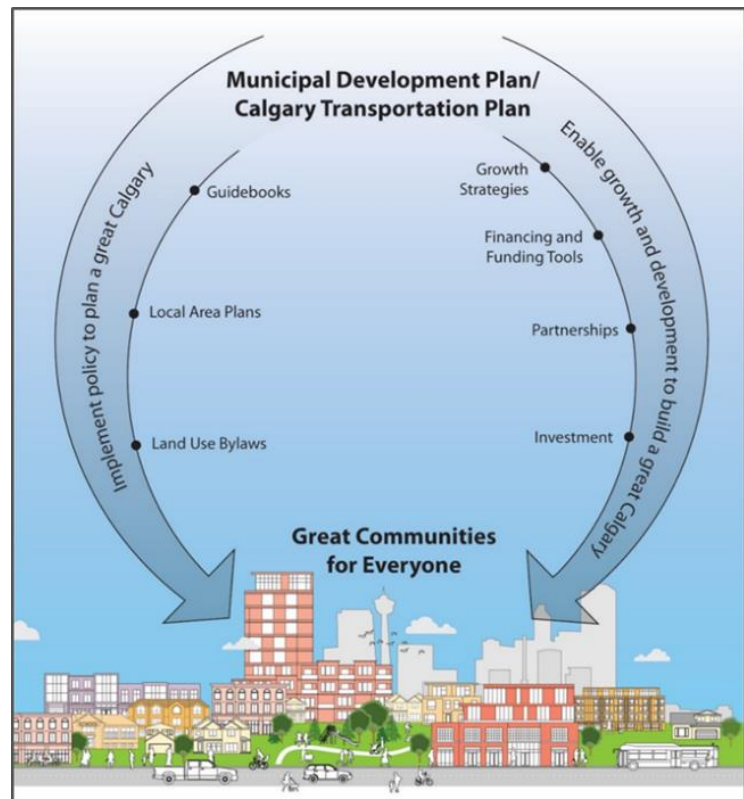 Municipal Development Plan/
Calgary Transportation Plan
Implement policy to plan a great Calgary
Guidebooks
Local Area Plans
Land Use Bylaws
Enable growth and development to build a great Calgary
Growth
Strategies
Financing and
Funding Tools
Partnerships
Investment
Great Communities
for Everyone